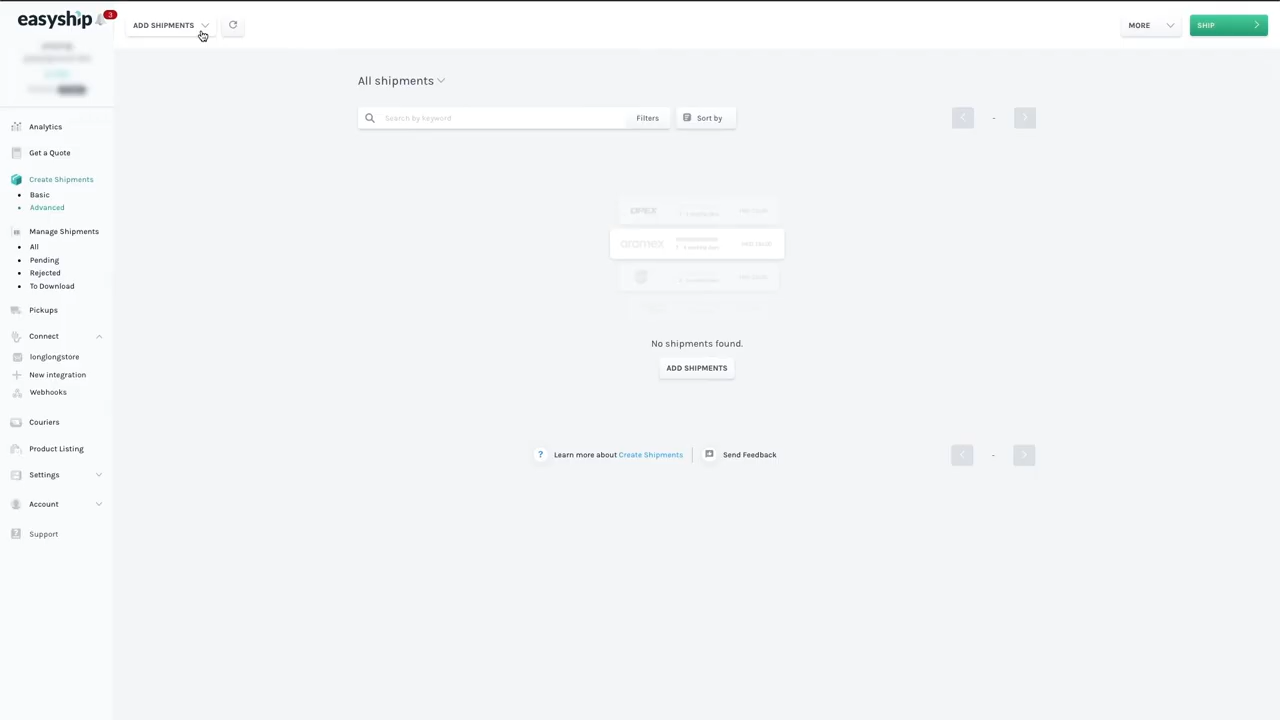 easyship
3
ADD SHIPMENTS
MORE
SHIP
Analytics
Get a Quote
Create Shipments
Basic
Advanced
Manage Shipments
All
Pending
Rejected
To Download
Pickups
Connect
longlongstore
New integration
Webhooks
Couriers
Product Listing
Settings
Account
Support
All shipments
Search by keyword
Filters
Sort by
-
aramex
No shipments found.
ADD SHIPMENTS
? Learn more about Create Shipments
Send Feedback
-